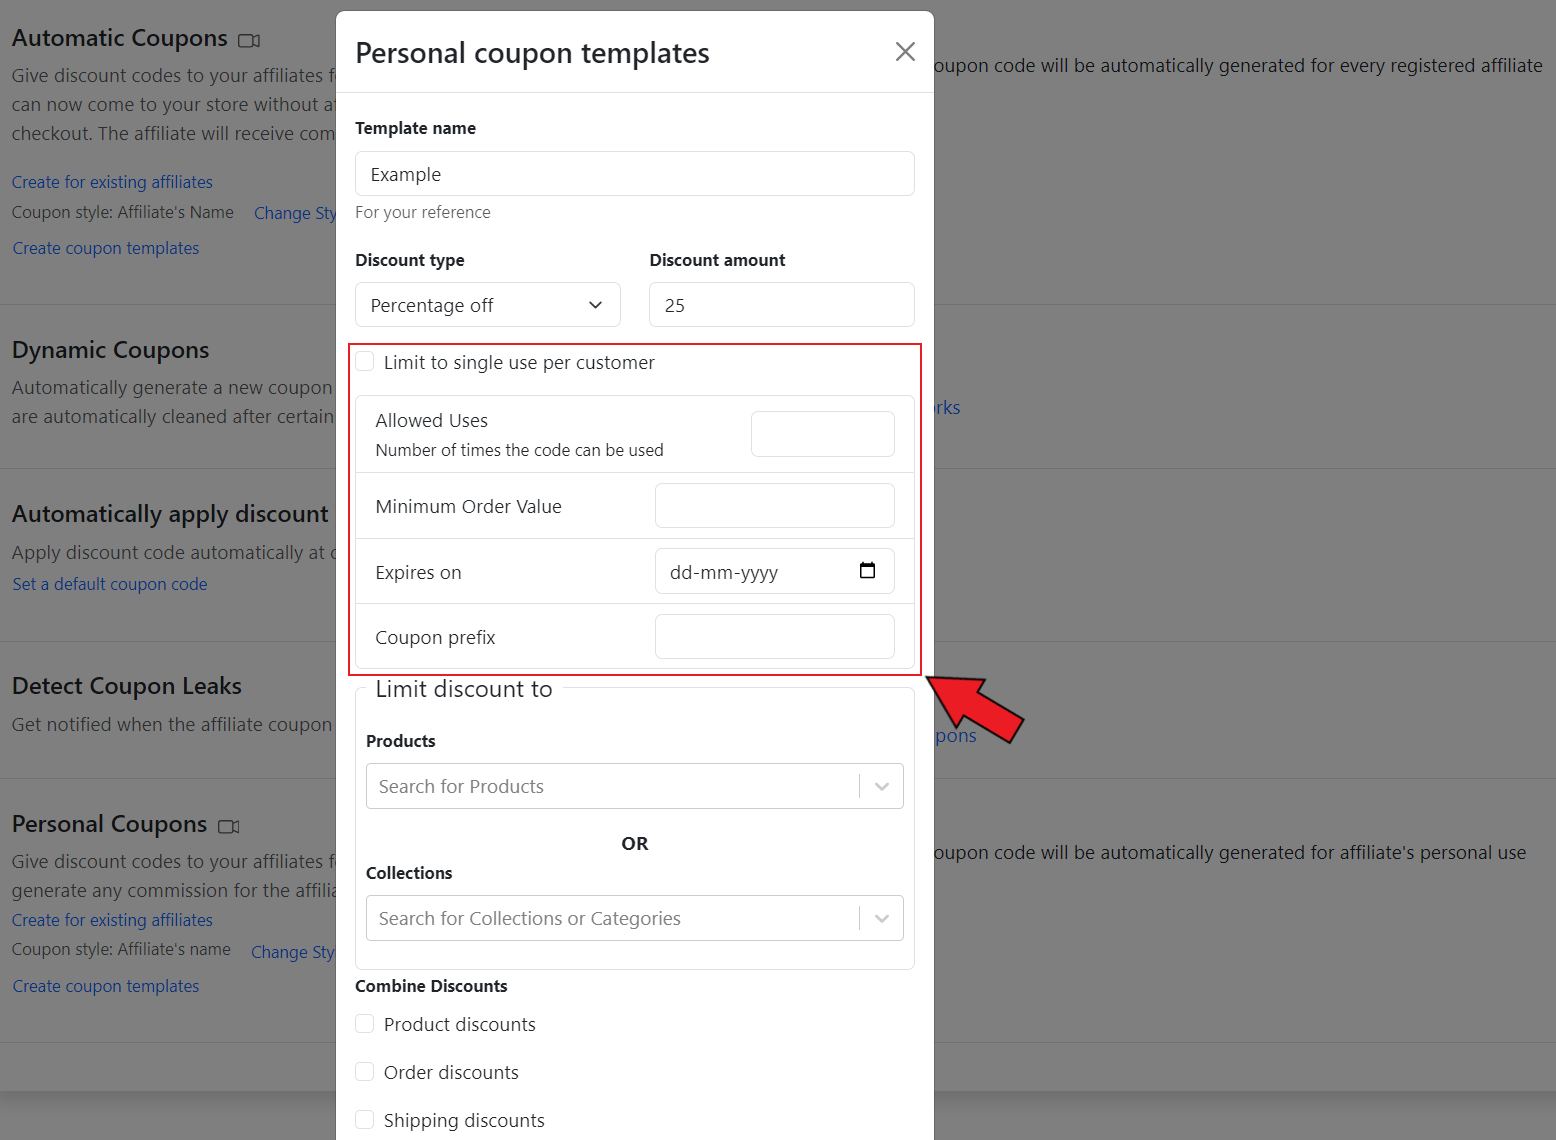 Automatic Coupons
Give discount codes to your affiliates
can now come to your store without
checkout. The affiliate will receive
Create for existing affiliates
Coupon style: Affiliate's Name Change
Create coupon templates
Dynamic Coupons
Automatically generate a new coupon
are automatically cleaned after certain
Automatically apply discount
Apply discount code automatically at
Set a default coupon code
Detect Coupon Leaks
Get notified when the affiliate coupon
Personal Coupons
Give discount codes to your affiliates
generate any commission for the
Create for existing affiliates
Coupon style: Affiliate's name Change
Create coupon templates
Personal coupon templates
Template name
Example
For your reference
Discount type Discount amount
Percentage off 25
Limit to single use per customer
Allowed Uses
Number of times the code can be used
Minimum Order Value
Expires on dd-mm-yyyy
Coupon prefix
Limit discount to
Products
Search for Products
OR
Collections
Search for Collections or Categories
Combine Discounts
Product discounts
Order discounts
Shipping discounts
oupon code will be automatically generated for every registered affiliate
rks
pons
oupon code will be automatically generated for affiliate's personal use